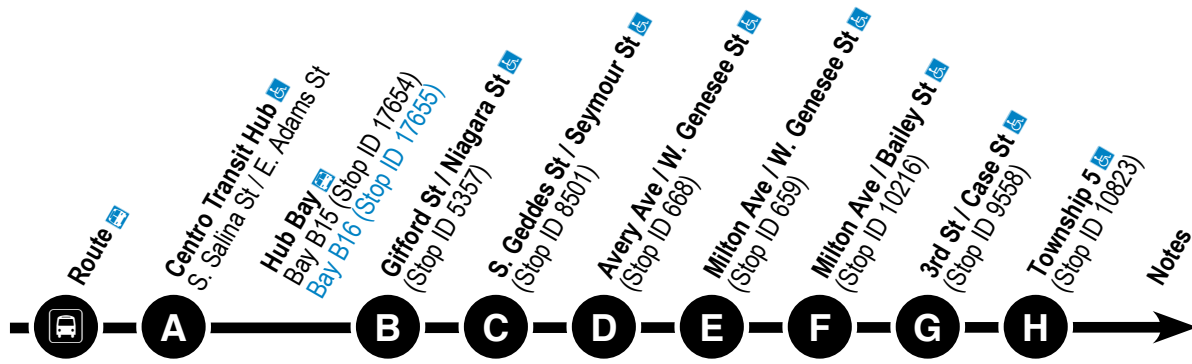 Route
Centro Transit Hub
S. Salina St / E. Adams St
Hub Bay
Bay B15 (Stop ID 17654)
Bay B16 (Stop ID 17655)
Gifford St / Niagara St
(Stop ID 5357)
S. Geddes St / Seymour St
(Stop ID 8501)
Avery Ave / W. Genesee St
(Stop ID 668)
Milton Ave / W. Genesee St
(Stop ID 659)
Milton Ave / Bailey St
(Stop ID 10216)
3rd St / Case St
(Stop ID 9558)
Township 5
(Stop ID 10823)
Notes
A B C D E F G H